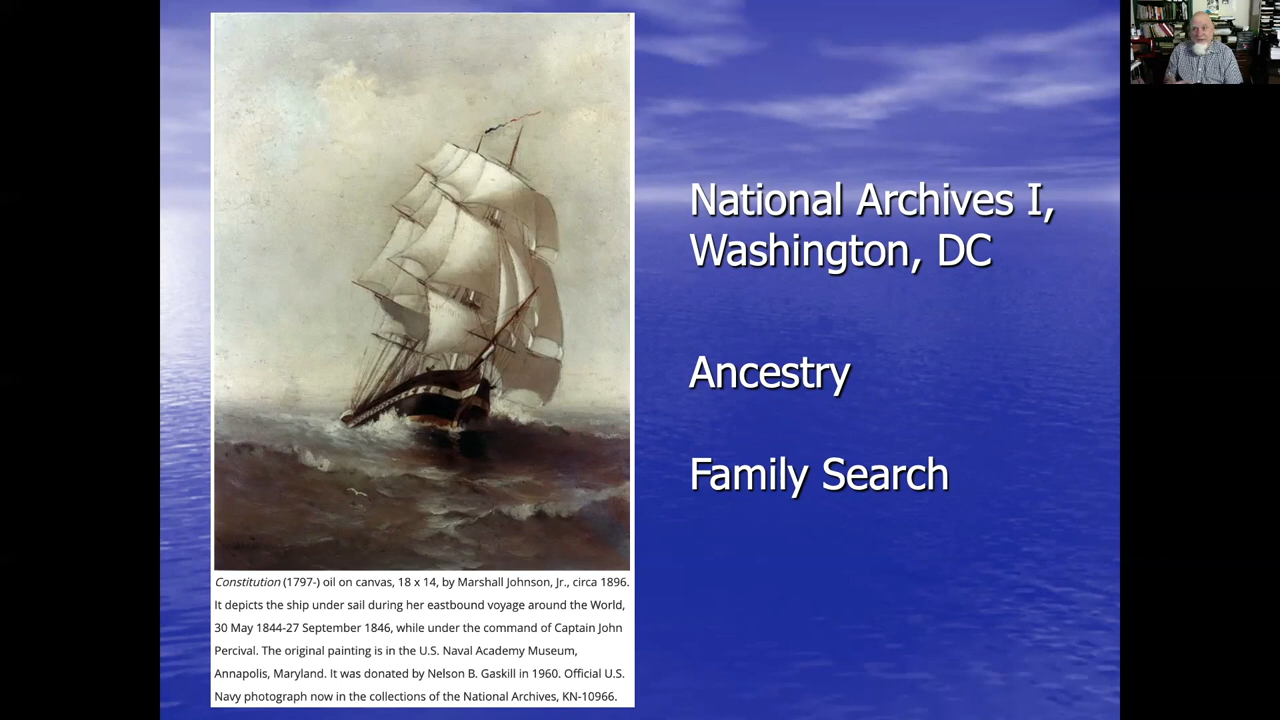 National Archives I,
Washington, DC
Ancestry
Family Search
Constitution (1797-) oil on canvas, 18 x 14, by Marshall Johnson, Jr., circa 1896.
It depicts the ship under sail during her eastbound voyage around the World,
30 May 1844-27 September 1846, while under the command of Captain John
Percival. The original painting is in the U.S. Naval Academy Museum,
Annapolis, Maryland. It was donated by Nelson B. Gaskill in 1960. Official U.S.
Navy photograph now in the collections of the National Archives, KN-10966.